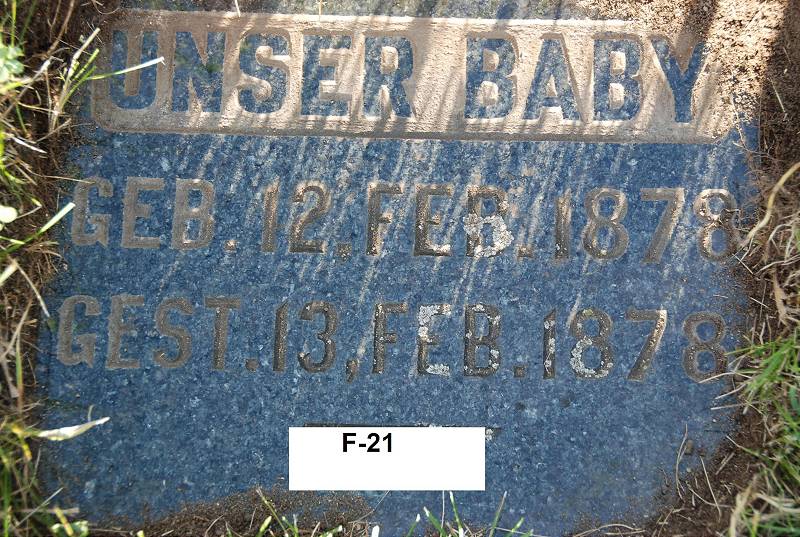 UNSER BABY
GEB. 12, FEB. 1878
GEST. 13, FEB. 1878
F-21